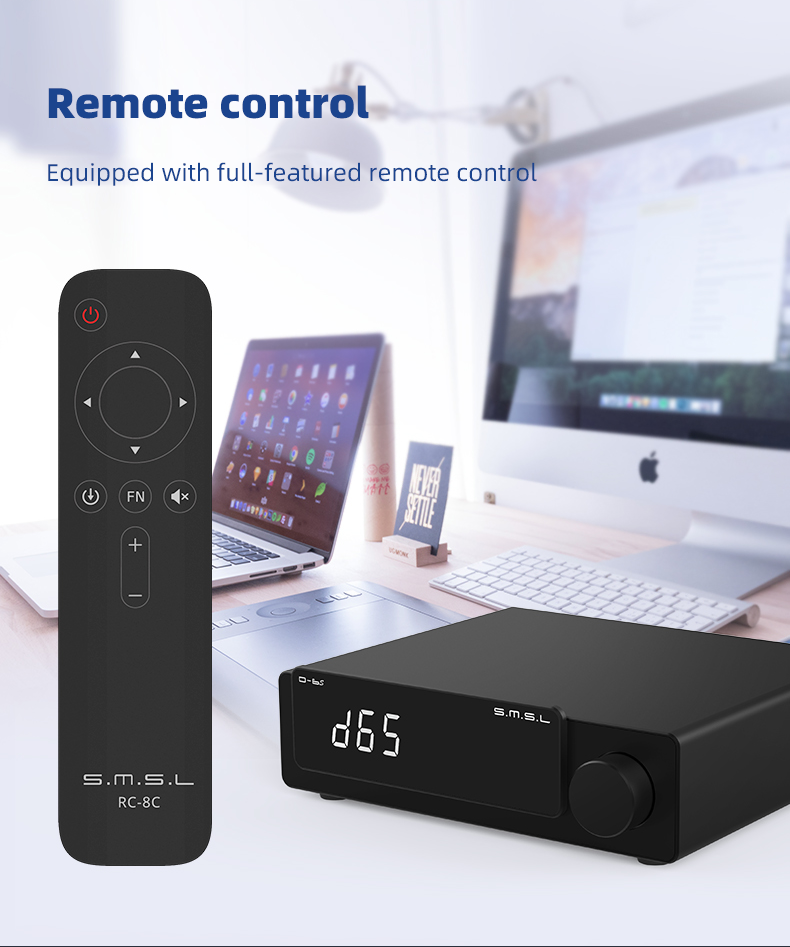 Remote control
Equipped with full-featured remote control
NEVER
SETTLE
FN
+
−
D-6s
S.M.S.L
d65
S.M.S.L
RC-8C